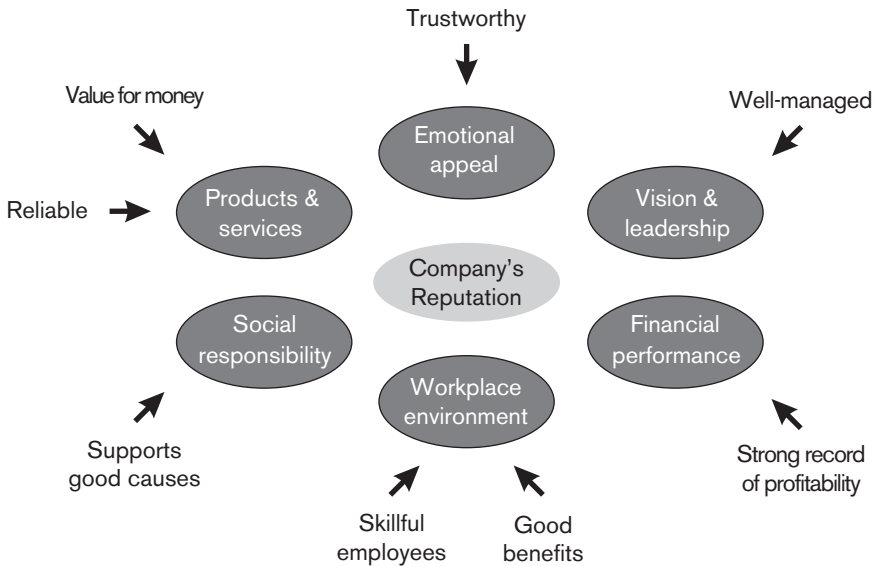 Trustworthy
Value for money
Well-managed
Emotional
appeal
Reliable
Products &
services
Vision &
leadership
Company's
Reputation
Social
responsibility
Financial
performance
Workplace
environment
Supports
good causes
Strong record
of profitability
Skillful
employees
Good
benefits